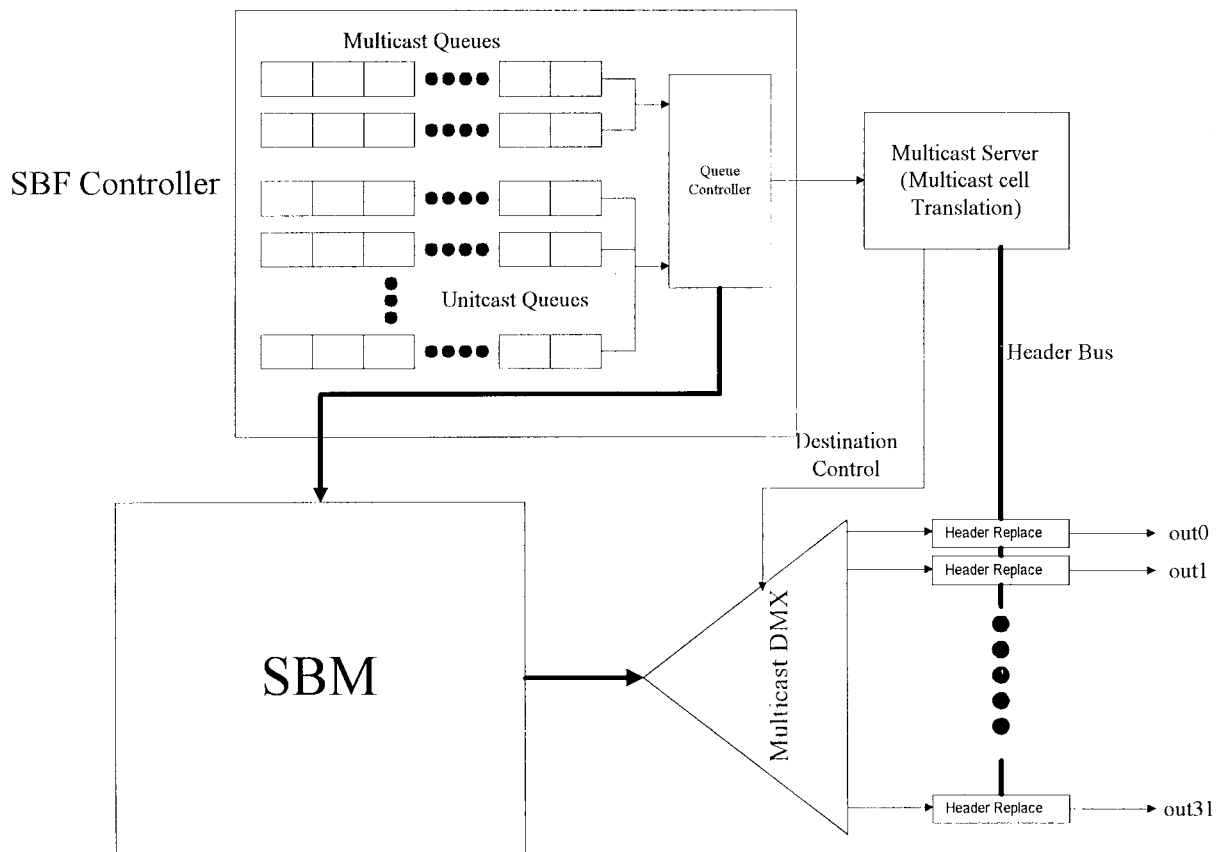 Multicast Queues
SBF Controller
Queue
Controller
Multicast Server
(Multicast cell
Translation)
Unitcast Queues
Header Bus
Destination
Control
Header Replace
out0
Header Replace
out1
Multicast DMX
SBM
Header Replace
out31